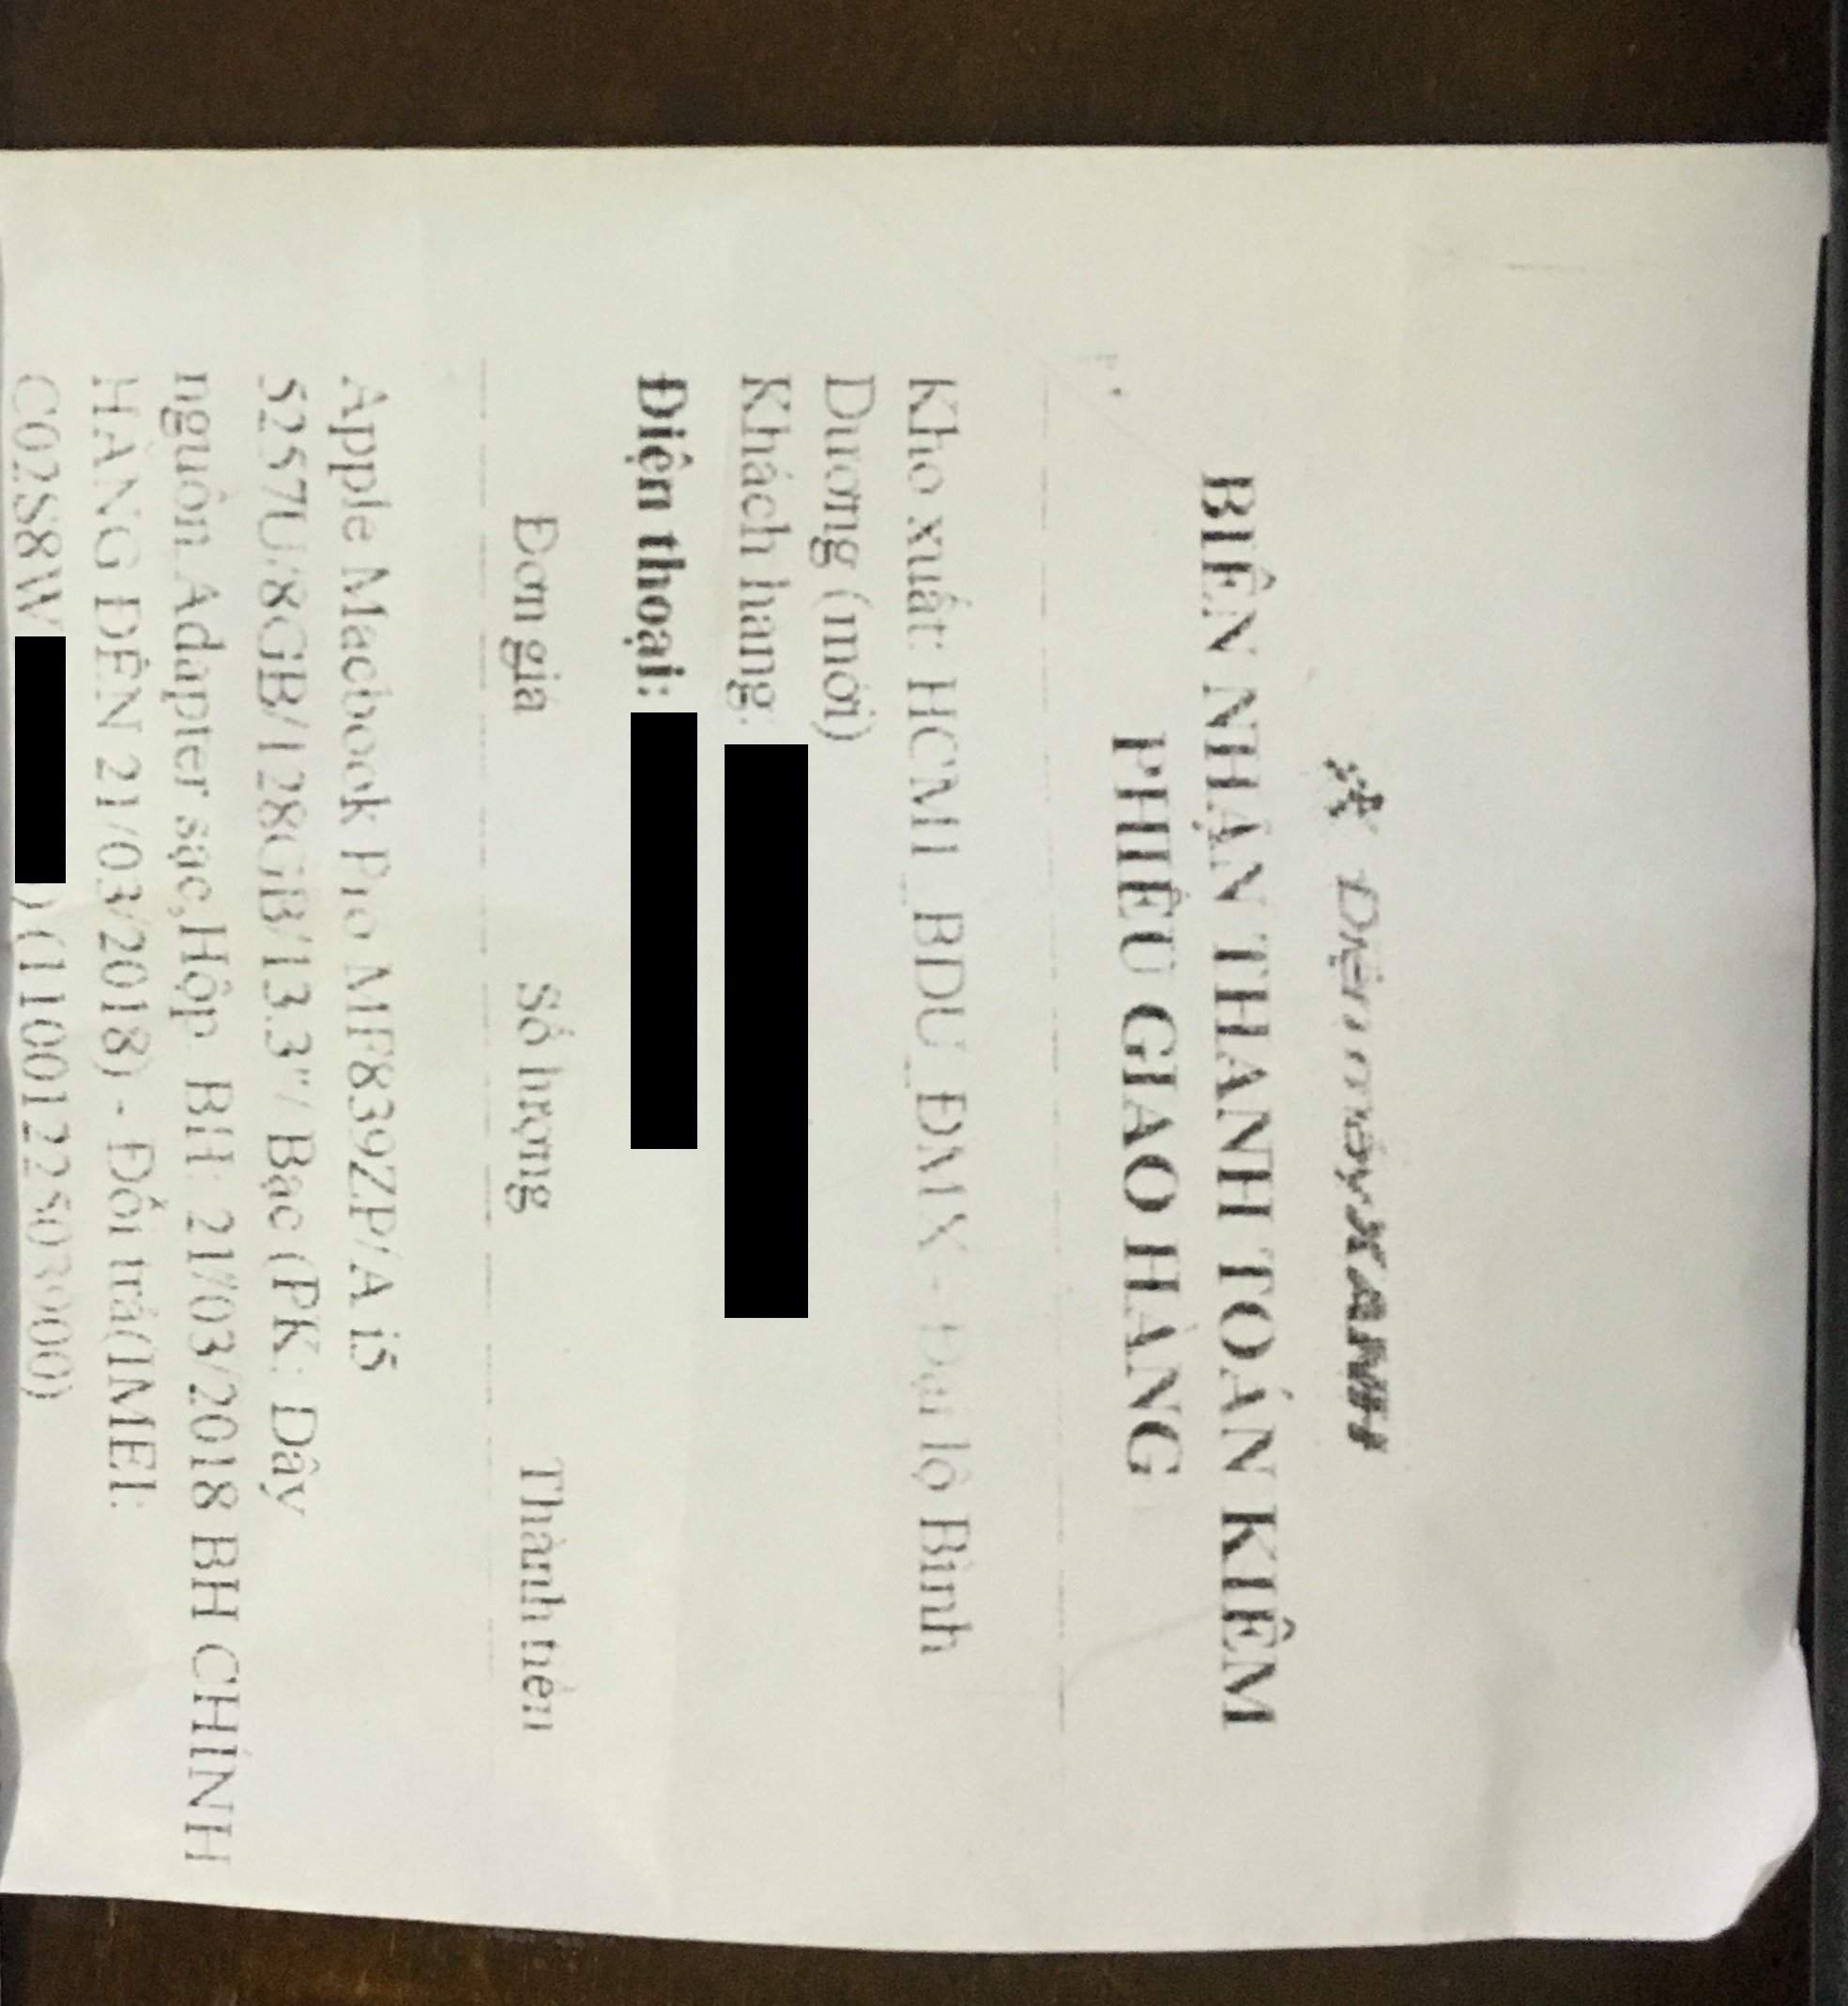 Điện máy XANH
BIÊN NHẬN THANH TOÁN KIÊM
PHIẾU GIAO HÀNG
Kho xuất: HCM1_BDU_ĐMX - Đại lộ Bình
Dương (mới)
Khách hàng:
Điện thoại:
Đơn giá Số lượng Thành tiền
Apple Macbook Pro MF839ZP/A i5
5257U/8GB/128GB/13.3"/ Bạc (PK: Dây
nguồn,Adapter sạc,Hộp. BH: 21/03/2018 BH CHÍNH
HÃNG ĐẾN 21/03/2018) - Đổi trả(IMEI:
C02S8W )(1100122503000)